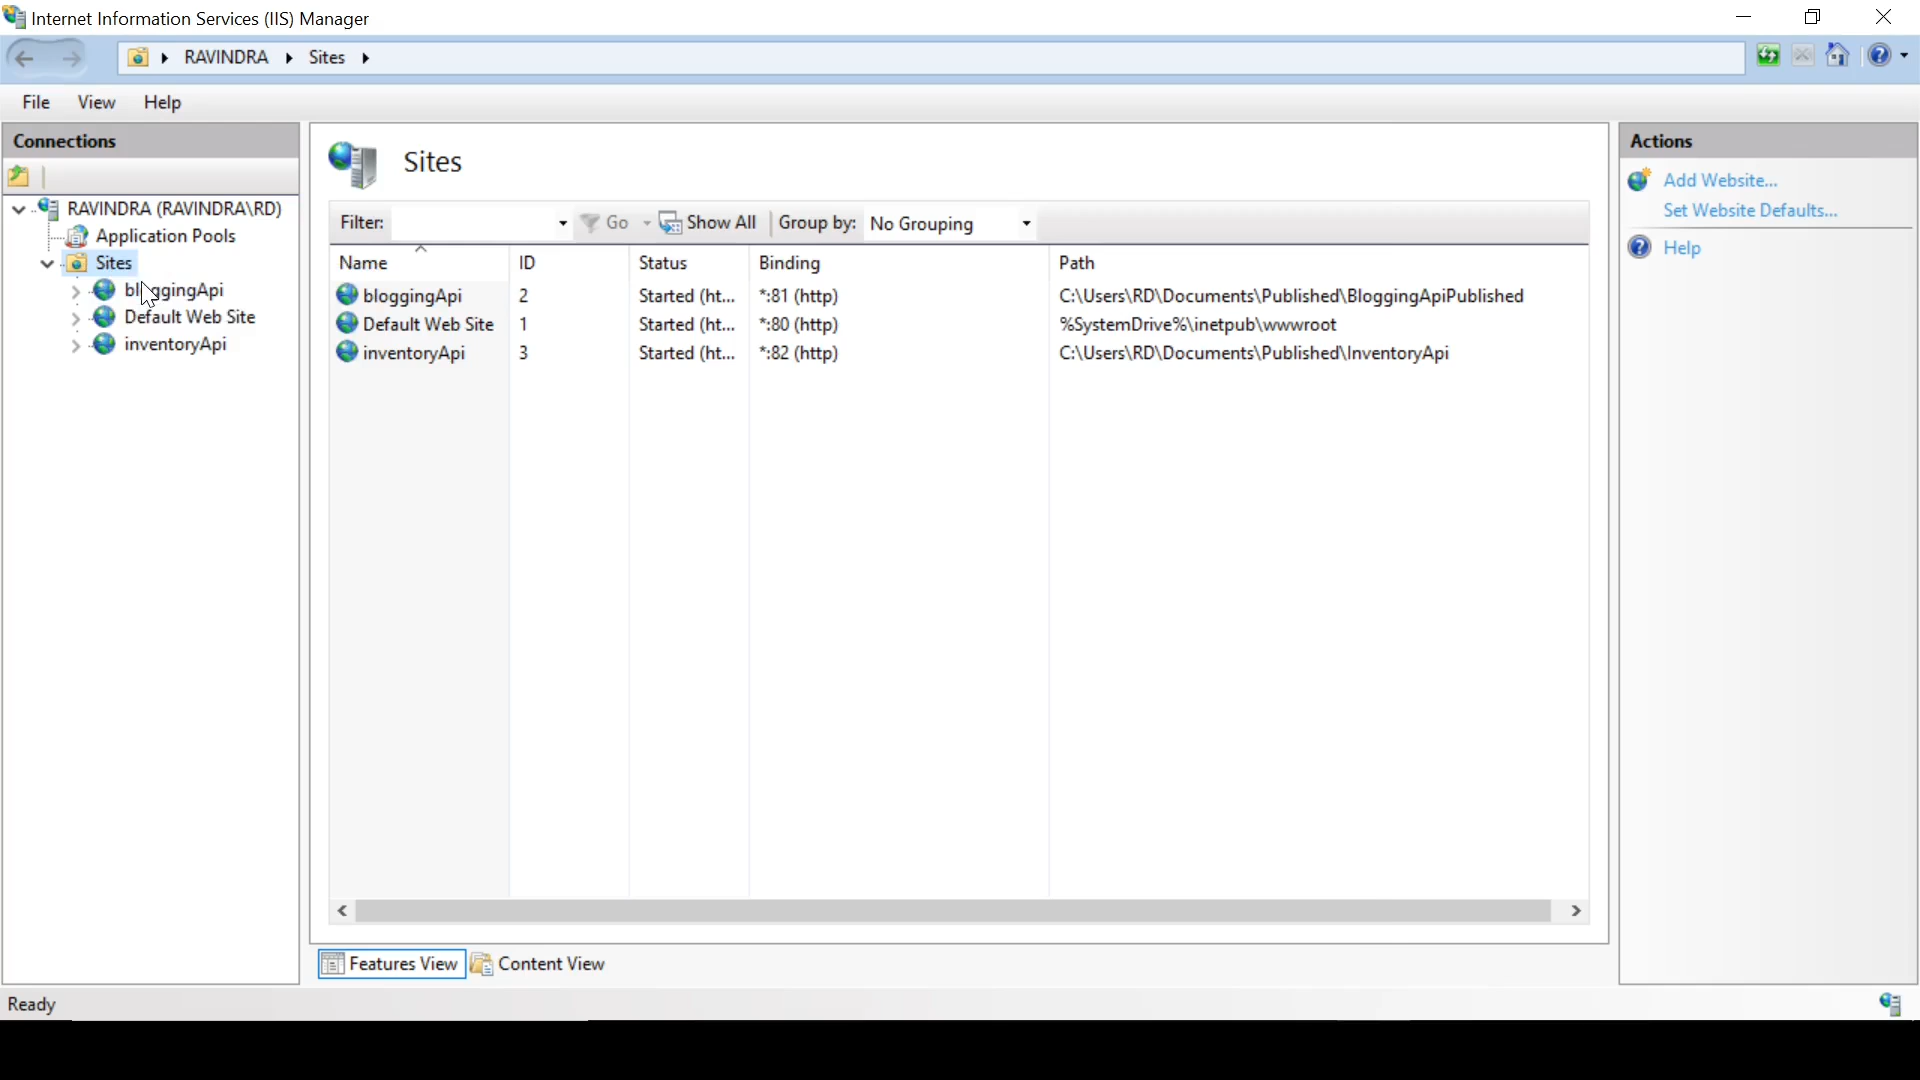 Internet Information Services (IIS) Manager
RAVINDRA Sites
File View Help
Connections
RAVINDRA (RAVINDRA\RD)
Application Pools
Sites
bloggingApi
Default Web Site
inventoryApi
Sites
Filter: Go Show All Group by: No Grouping
Name ID Status Binding Path
bloggingApi 2 Started (ht... *:81 (http) C:\Users\RD\Documents\Published\BloggingApiPublished
Default Web Site 1 Started (ht... *:80 (http) %SystemDrive%\inetpub\wwwroot
inventoryApi 3 Started (ht... *:82 (http) C:\Users\RD\Documents\Published\InventoryApi
Features View Content View
Actions
Add Website...
Set Website Defaults...
Help
Ready